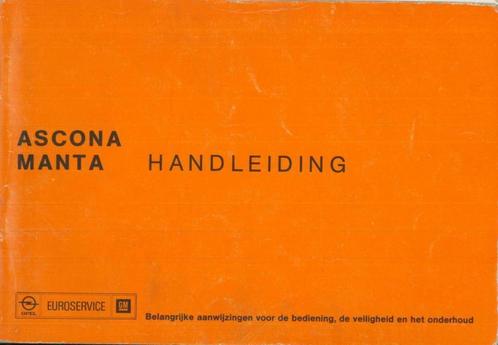 ASCONA
MANTA HANDLEIDING
OPEL EUROSERVICE GM
Belangrijke aanwijzingen voor de bediening, de veiligheid en het onderhoud